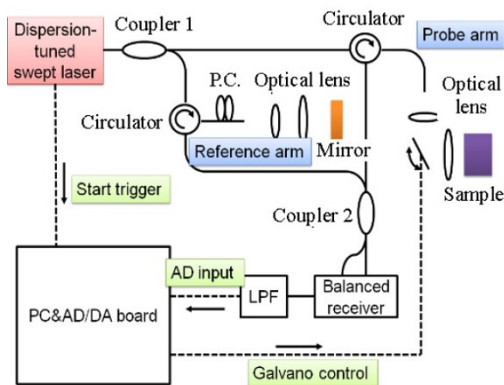 Dispersion-
tuned
swept laser
Coupler 1
Circulator
Probe arm
P.C.
Optical lens
Optical
lens
Circulator
Reference arm
Mirror
Sample
Start trigger
Coupler 2
AD input
PC&AD/DA board
LPF
Balanced
receiver
Galvano control